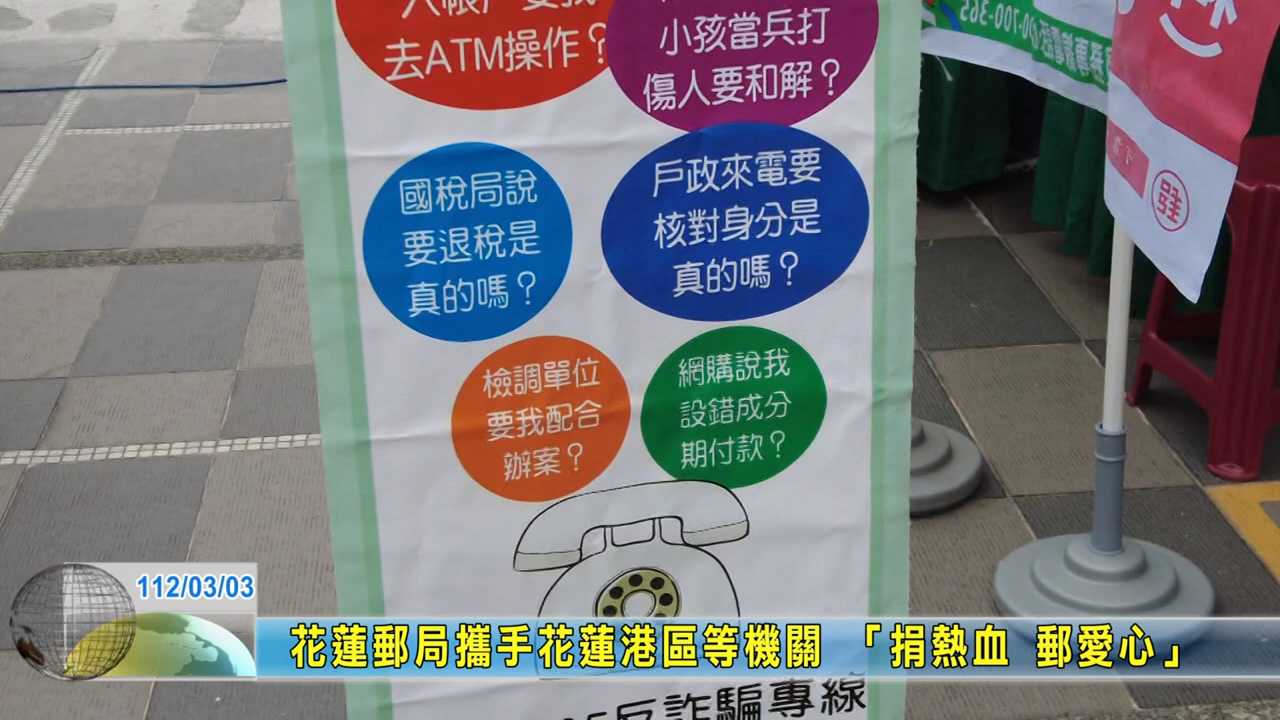 去ATM操作？
小孩當兵打
傷人要和解？
國稅局說
要退稅是
真的嗎？
戶政來電要
核對身分是
真的嗎？
檢調單位
要我配合
辦案？
網購說我
設錯成分
期付款？
反詐騙專線
112/03/03
花蓮郵局攜手花蓮港區等機關 「捐熱血 郵愛心」